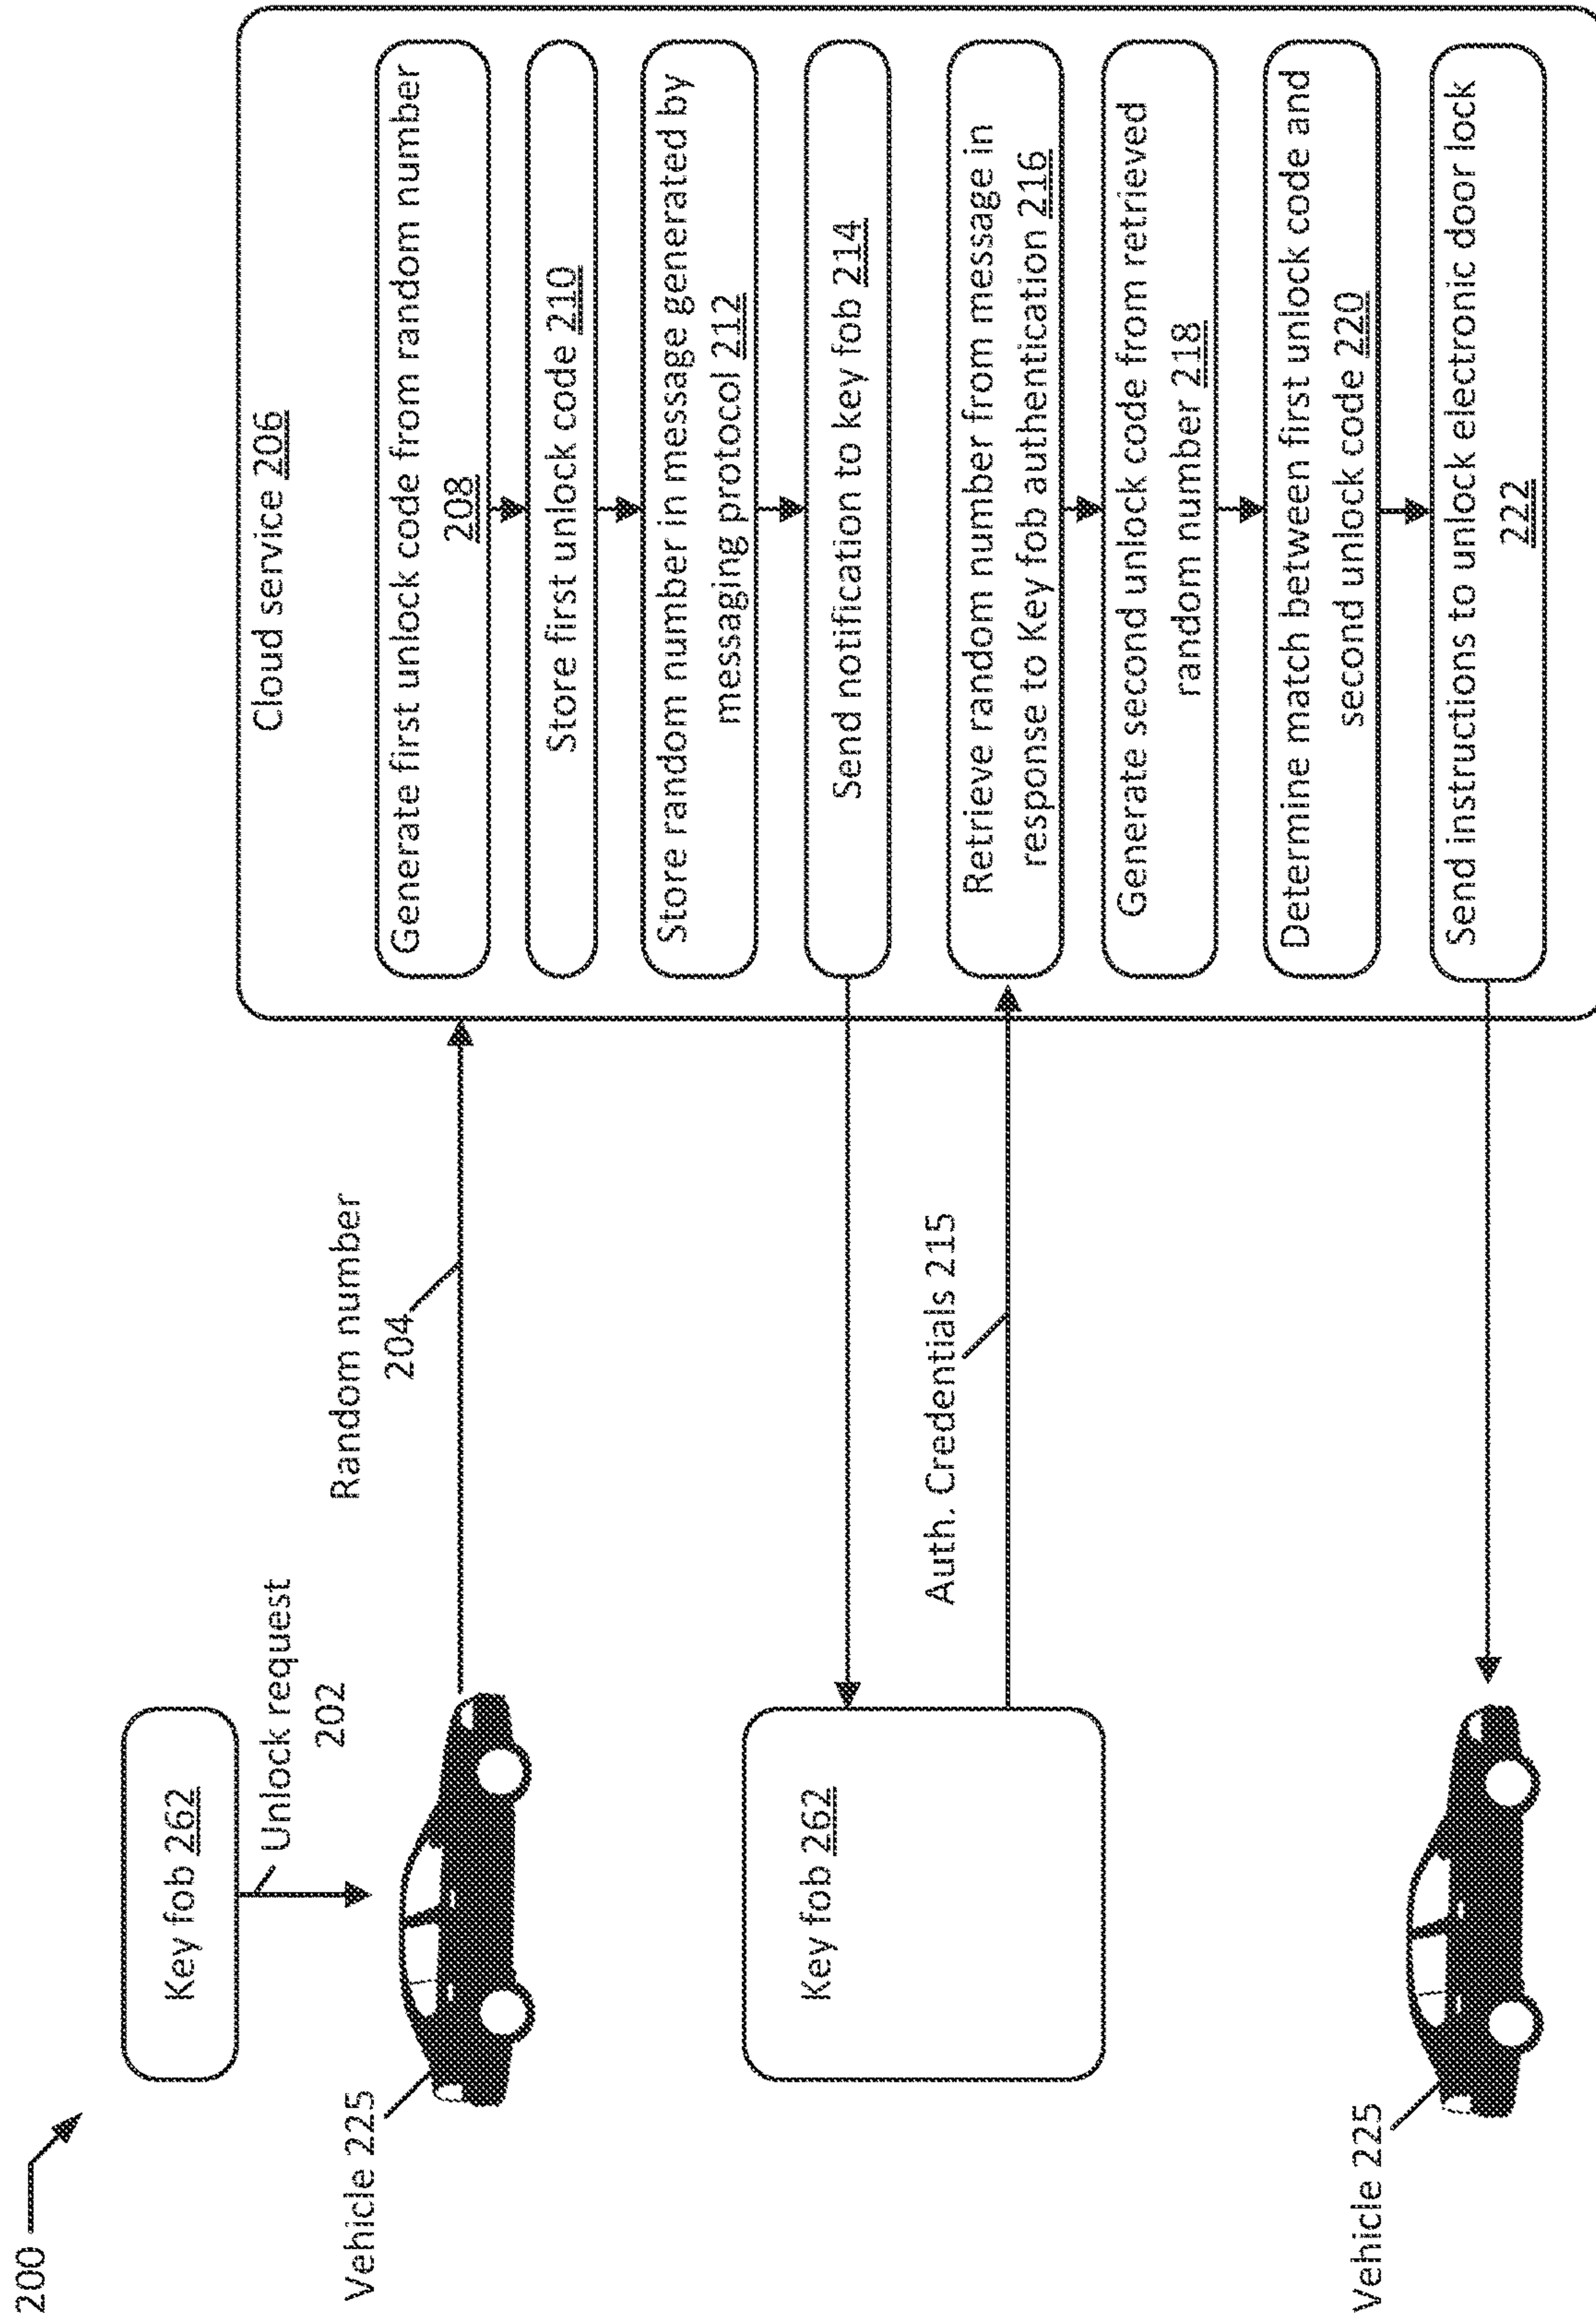 200
Key fob 262
Unlock request
202
Vehicle 225
Random number
204
Cloud service 206
Generate first unlock code from random number
208
Store first unlock code 210
Store random number in message generated by
messaging protocol 212
Send notification to key fob 214
Key fob 262
Auth. Credentials 215
Retrieve random number from message in
response to Key fob authentication 216
Generate second unlock code from retrieved
random number 218
Determine match between first unlock code and
second unlock code 220
Send instructions to unlock electronic door lock
222
Vehicle 225